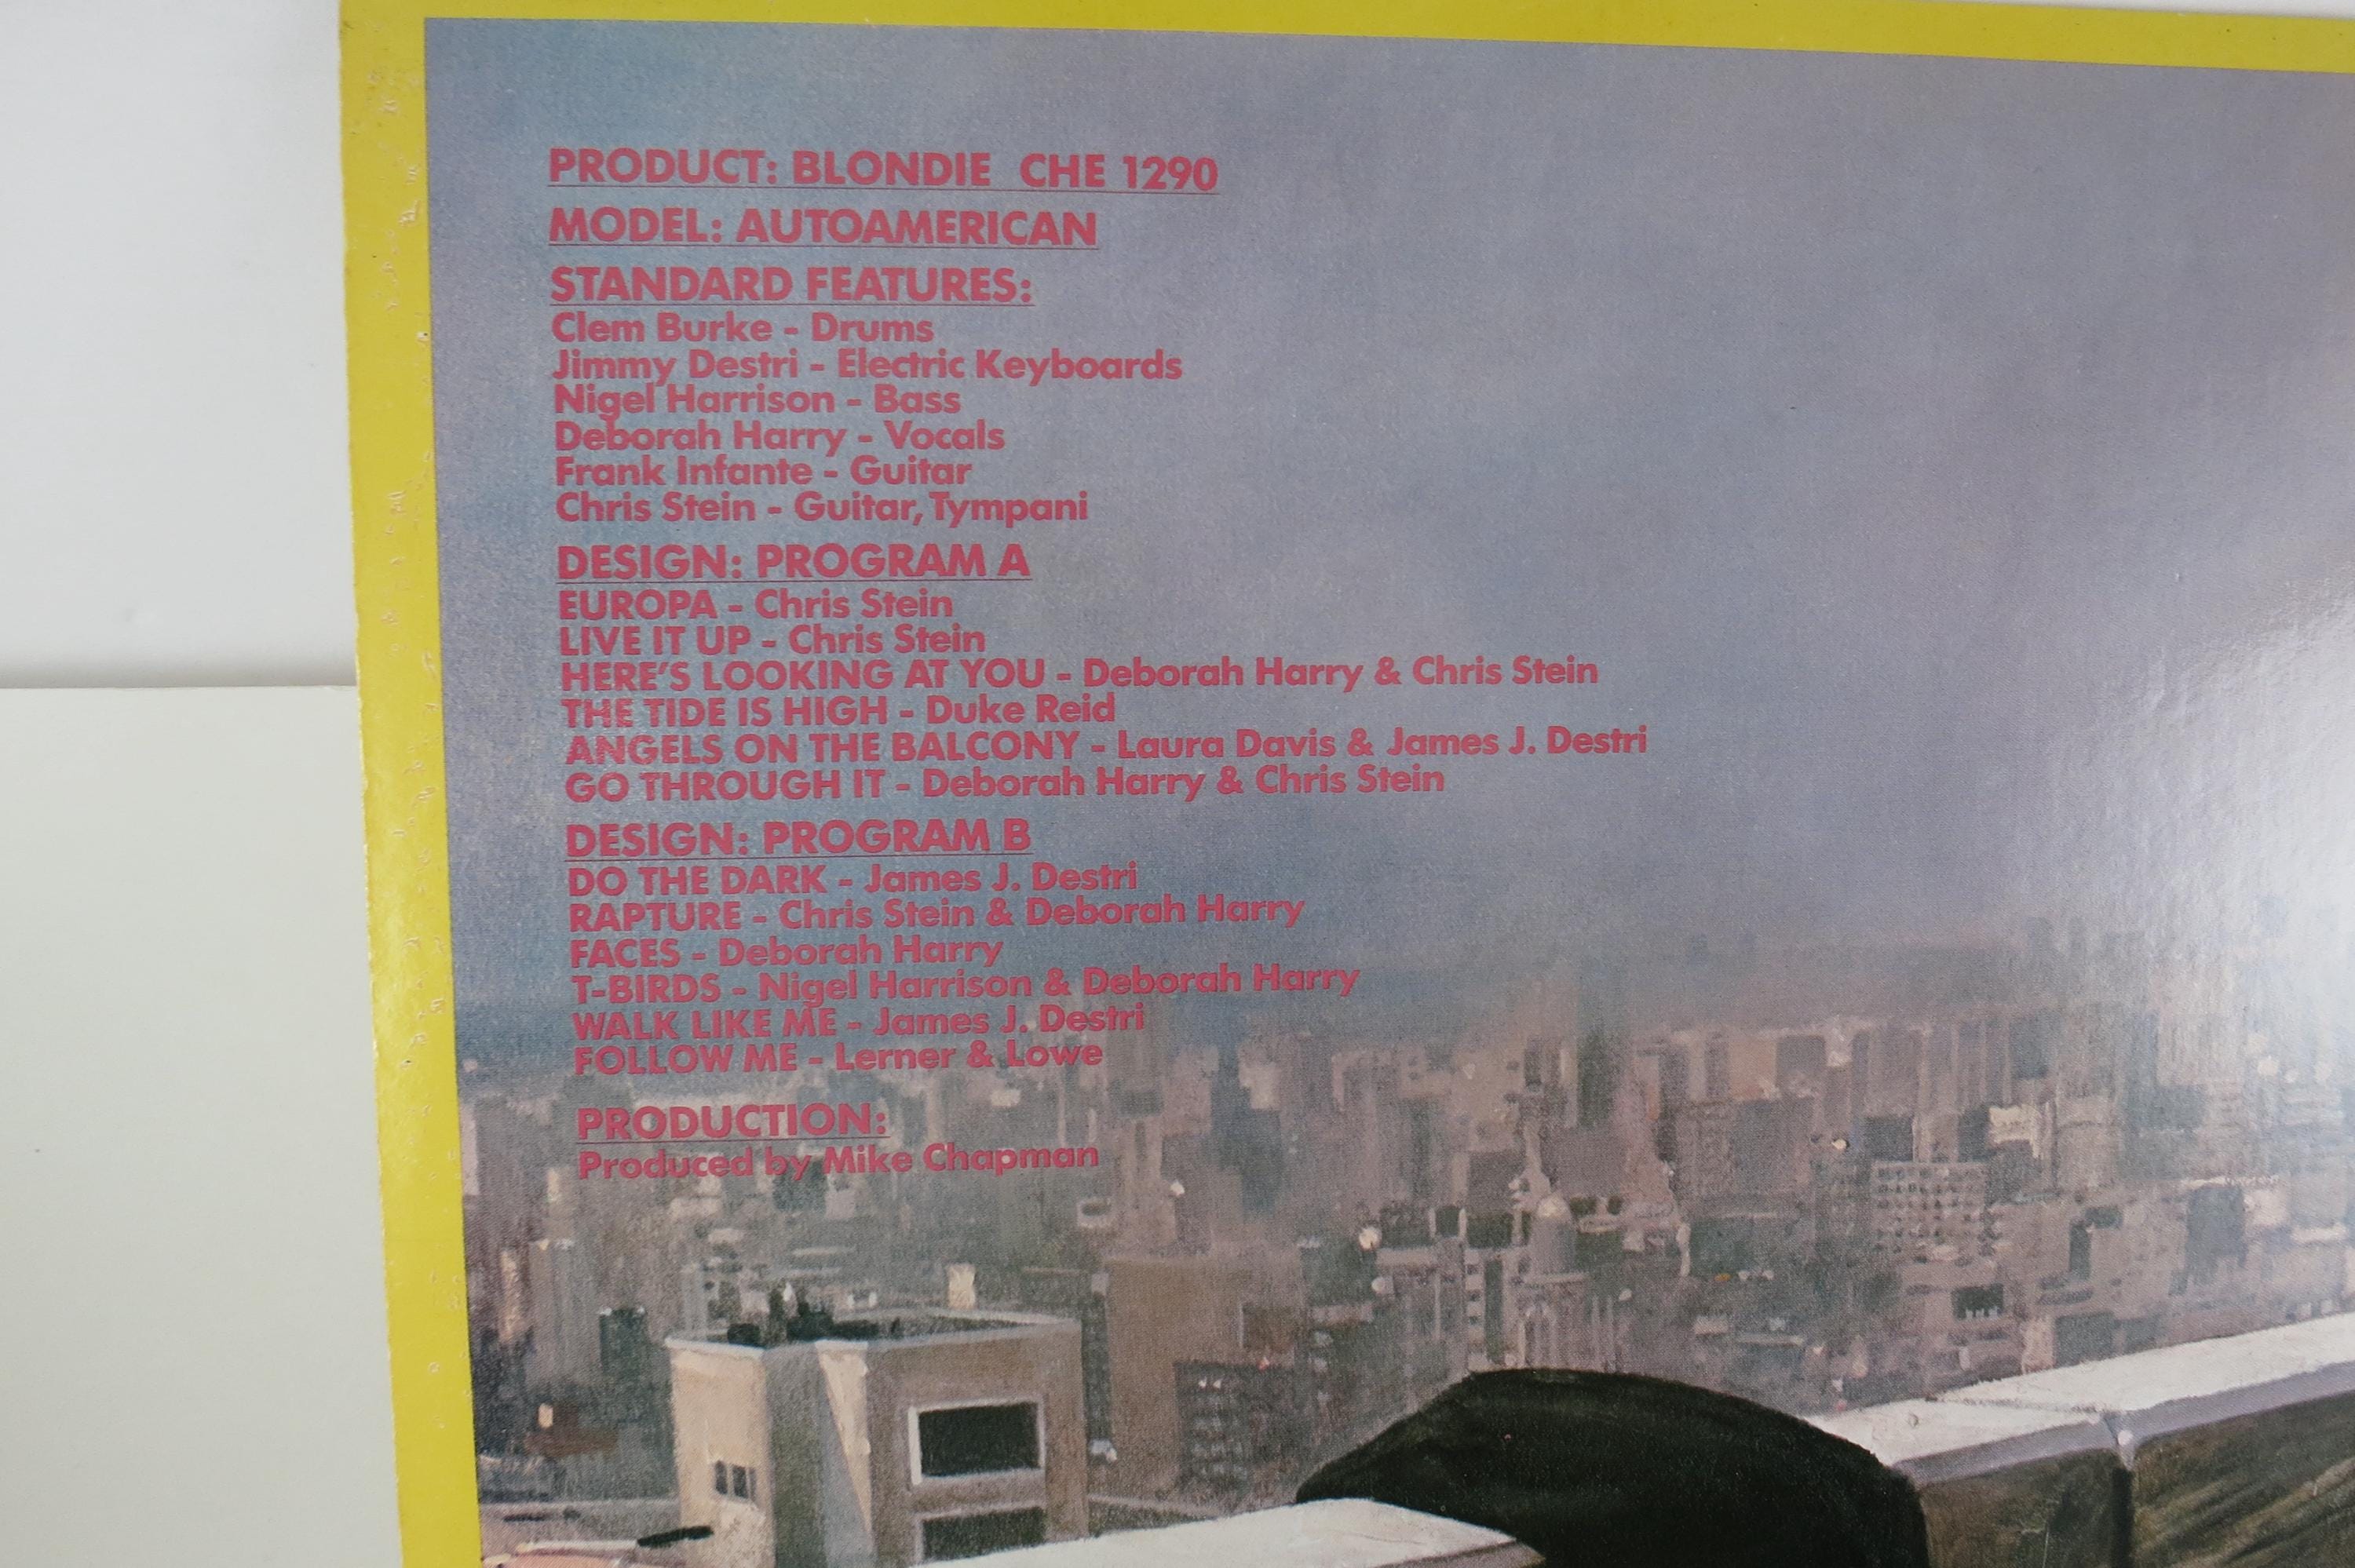 PRODUCT: BLONDIE CHE 1290
MODEL: AUTOAMERICAN
STANDARD FEATURES:
Clem Burke - Drums
Jimmy Destri - Electric Keyboards
Nigel Harrison - Bass
Deborah Harry - Vocals
Frank Infante - Guitar
Chris Stein - Guitar, Tympani
DESIGN: PROGRAM A
EUROPA - Chris Stein
LIVE IT UP - Chris Stein
HERE'S LOOKING AT YOU - Deborah Harry & Chris Stein
THE TIDE IS HIGH - Duke Reid
ANGELS ON THE BALCONY - Laura Davis & James J. Destri
GO THROUGH IT - Deborah Harry & Chris Stein
DESIGN: PROGRAM B
DO THE DARK - James J. Destri
RAPTURE - Chris Stein & Deborah Harry
FACES - Deborah Harry
T-BIRDS - Nigel Harrison & Deborah Harry
WALK LIKE ME - James J. Destri
FOLLOW ME - Lerner & Lowe
PRODUCTION:
Produced by Mike Chapman